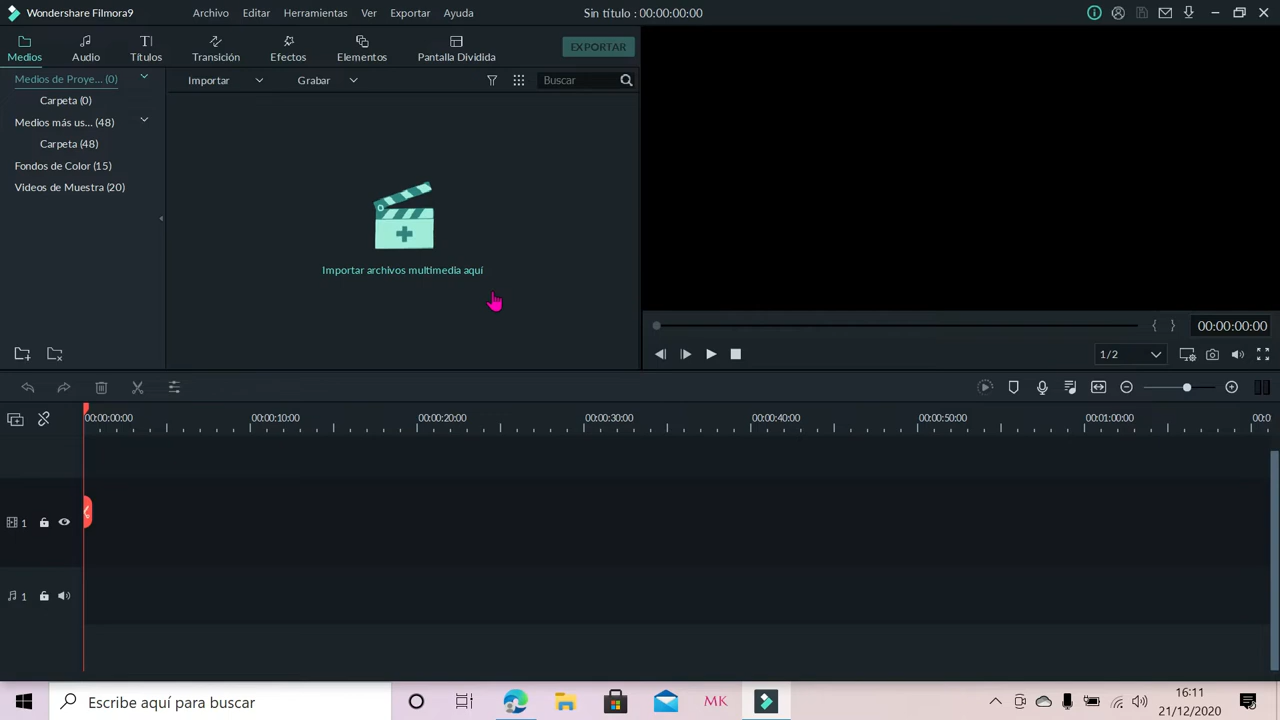 Wondershare Filmora9
Archivo Editar Herramientas Ver Exportar Ayuda
Sin título : 00:00:00:00
Medios Audio Títulos Transición Efectos Elementos Pantalla Dividida
EXPORTAR
Medios de Proye... (0)
Carpeta (0)
Medios más us... (48)
Carpeta (48)
Fondos de Color (15)
Videos de Muestra (20)
Importar Grabar Buscar
Importar archivos multimedia aquí
{ } 00:00:00:00
1/2
00:00:00:00 00:00:10:00 00:00:20:00 00:00:30:00 00:00:40:00 00:00:50:00 00:01:00:00 00:0
1
1
Escribe aquí para buscar
MK
16:11
21/12/2020